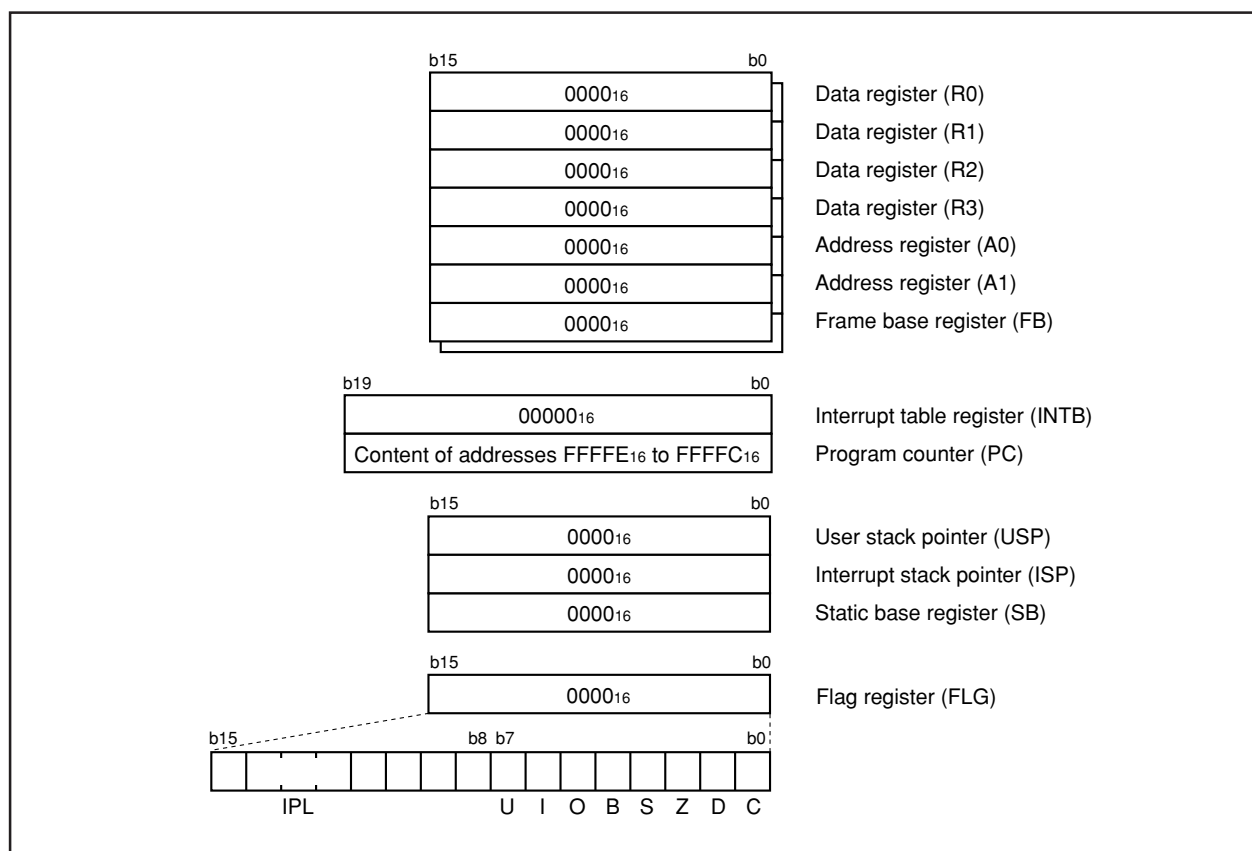 b15 b0
000016 Data register (R0)
000016 Data register (R1)
000016 Data register (R2)
000016 Data register (R3)
000016 Address register (A0)
000016 Address register (A1)
000016 Frame base register (FB)
b19 b0
0000016 Interrupt table register (INTB)
Content of addresses FFFFE16 to FFFFC16 Program counter (PC)
b15 b0
000016 User stack pointer (USP)
000016 Interrupt stack pointer (ISP)
000016 Static base register (SB)
b15 b0
000016 Flag register (FLG)
b15 b8 b7 b0
IPL U I O B S Z D C